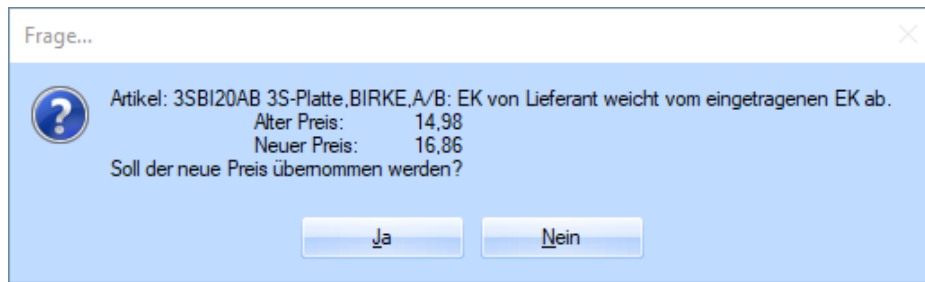 Frage...
Artikel: 3SBI20AB 3S-Platte,BIRKE,A/B: EK von Lieferant weicht vom eingetragenen EK ab.
Alter Preis: 14,98
Neuer Preis: 16,86
Soll der neue Preis übernommen werden?
Ja Nein